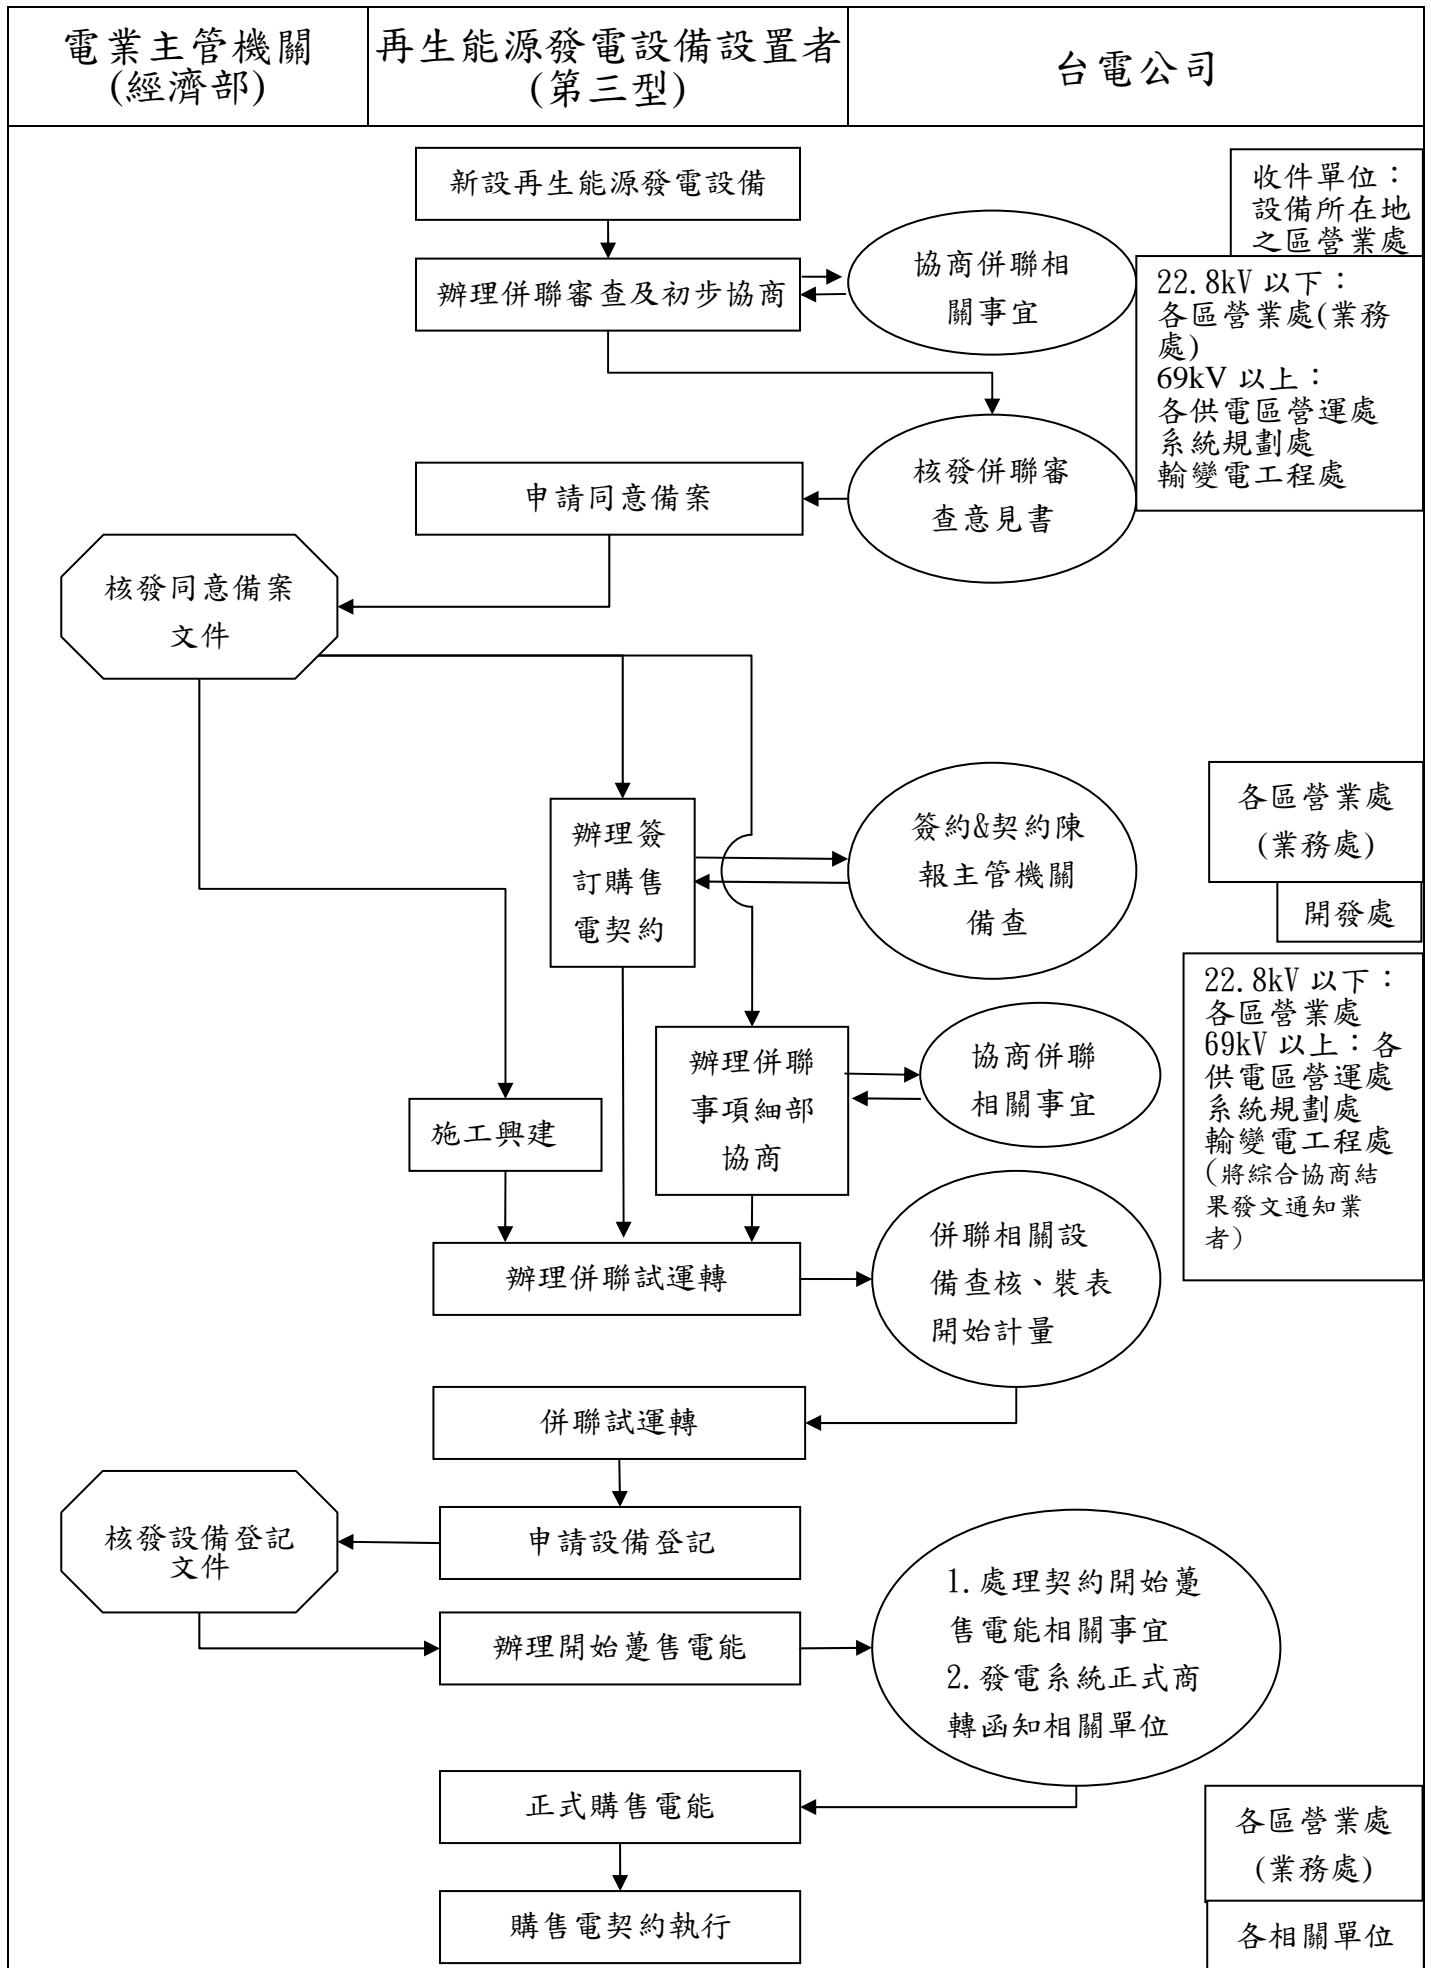 電業主管機關
(經濟部)
再生能源發電設備設置者
(第三型)
台電公司
新設再生能源發電設備
收件單位：
設備所在地
之區營業處
辦理併聯審查及初步協商
協商併聯相
關事宜
22.8kV 以下：
各區營業處(業務
處)
69kV 以上：
各供電區營運處
系統規劃處
輸變電工程處
申請同意備案
核發併聯審
查意見書
核發同意備案
文件
辦理簽
訂購售
電契約
簽約&契約陳
報主管機關
備查
各區營業處
(業務處)
開發處
施工興建
辦理併聯
事項細部
協商
協商併聯
相關事宜
22.8kV 以下：
各區營業處
69kV 以上：各
供電區營運處
系統規劃處
輸變電工程處
(將綜合協商結
果發文通知業
者)
辦理併聯試運轉
併聯相關設
備查核、裝表
開始計量
併聯試運轉
核發設備登記
文件
申請設備登記
辦理開始躉售電能
1.處理契約開始躉
售電能相關事宜
2.發電系統正式商
轉函知相關單位
正式購售電能
各區營業處
(業務處)
購售電契約執行
各相關單位